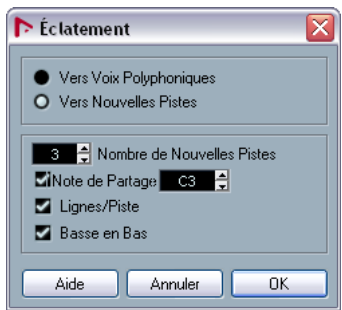 Éclatement
Vers Voix Polyphoniques
Vers Nouvelles Pistes
3 Nombre de Nouvelles Pistes
Note de Partage C3
Lignes/Piste
Basse en Bas
Aide Annuler OK